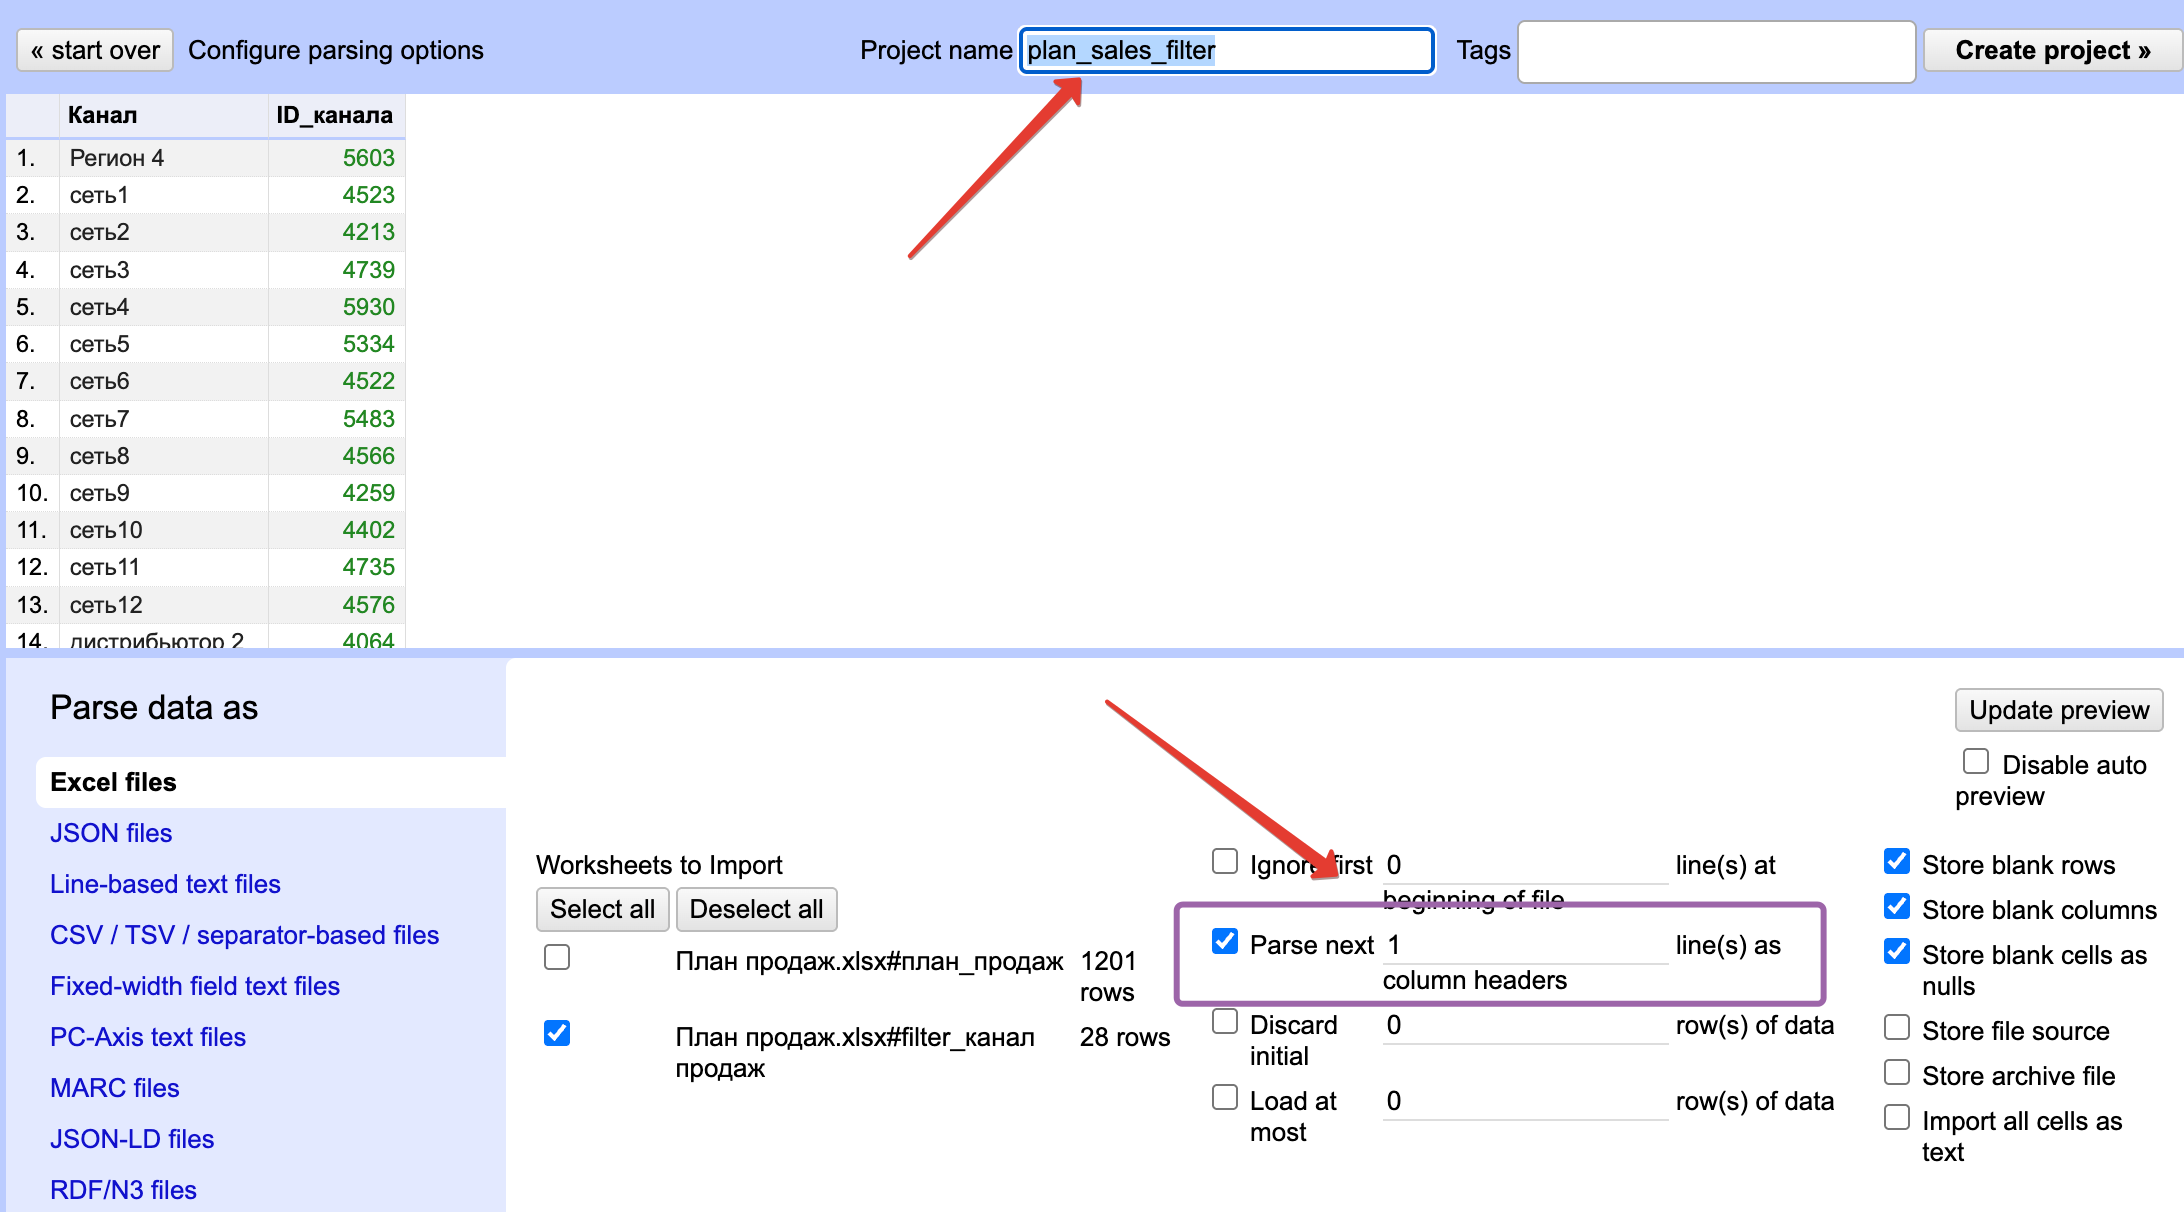 « start over Configure parsing options Project name plan_sales_filter Tags Create project »
Канал ID_канала
1. Регион 4 5603
2. сеть1 4523
3. сеть2 4213
4. сеть3 4739
5. сеть4 5930
6. сеть5 5334
7. сеть6 4522
8. сеть7 5483
9. сеть8 4566
10. сеть9 4259
11. сеть10 4402
12. сеть11 4735
13. сеть12 4576
14. дистрибьютор 2 4064
Parse data as
Excel files
JSON files
Line-based text files
CSV / TSV / separator-based files
Fixed-width field text files
PC-Axis text files
MARC files
JSON-LD files
RDF/N3 files
Worksheets to Import
Select all Deselect all
План продаж.xlsx#план_продаж 1201
rows
План продаж.xlsx#filter_канал 28 rows
продаж
Ignore first 0 line(s) at
beginning of file
Parse next 1 line(s) as
column headers
Discard 0 row(s) of data
initial
Load at 0 row(s) of data
most
Update preview
Disable auto
preview
Store blank rows
Store blank columns
Store blank cells as
nulls
Store file source
Store archive file
Import all cells as
text